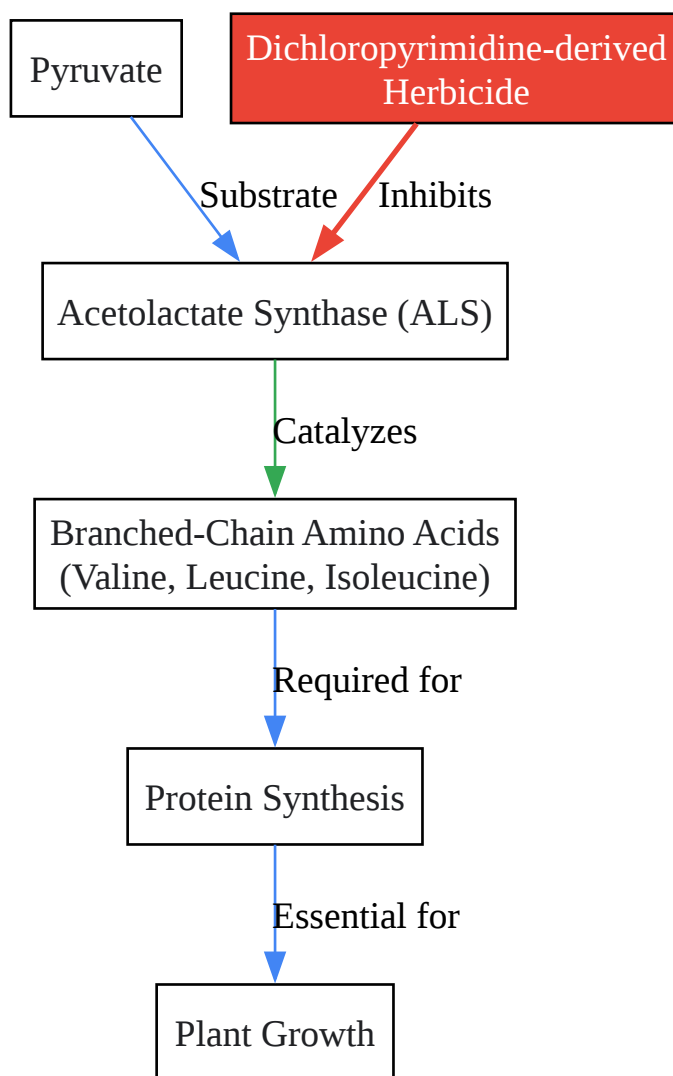 Pyruvate
Dichloropyrimidine-derived
Herbicide
Substrate
Inhibits
Acetolactate Synthase (ALS)
Catalyzes
Branched-Chain Amino Acids
(Valine, Leucine, Isoleucine)
Required for
Protein Synthesis
Essential for
Plant Growth